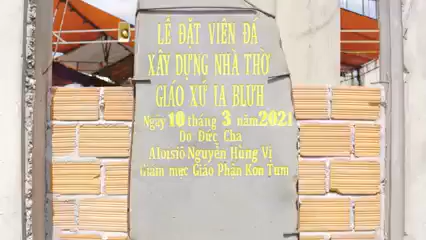 LỄ ĐẶT VIÊN ĐÁ
XÂY DỰNG NHÀ THỜ
GIÁO XỨ IA BLƯH
Ngày 10 tháng 3 năm 2021
Do Đức Cha
Aloisiô Nguyễn Hùng Vị
Giám mục Giáo Phận Kon Tum